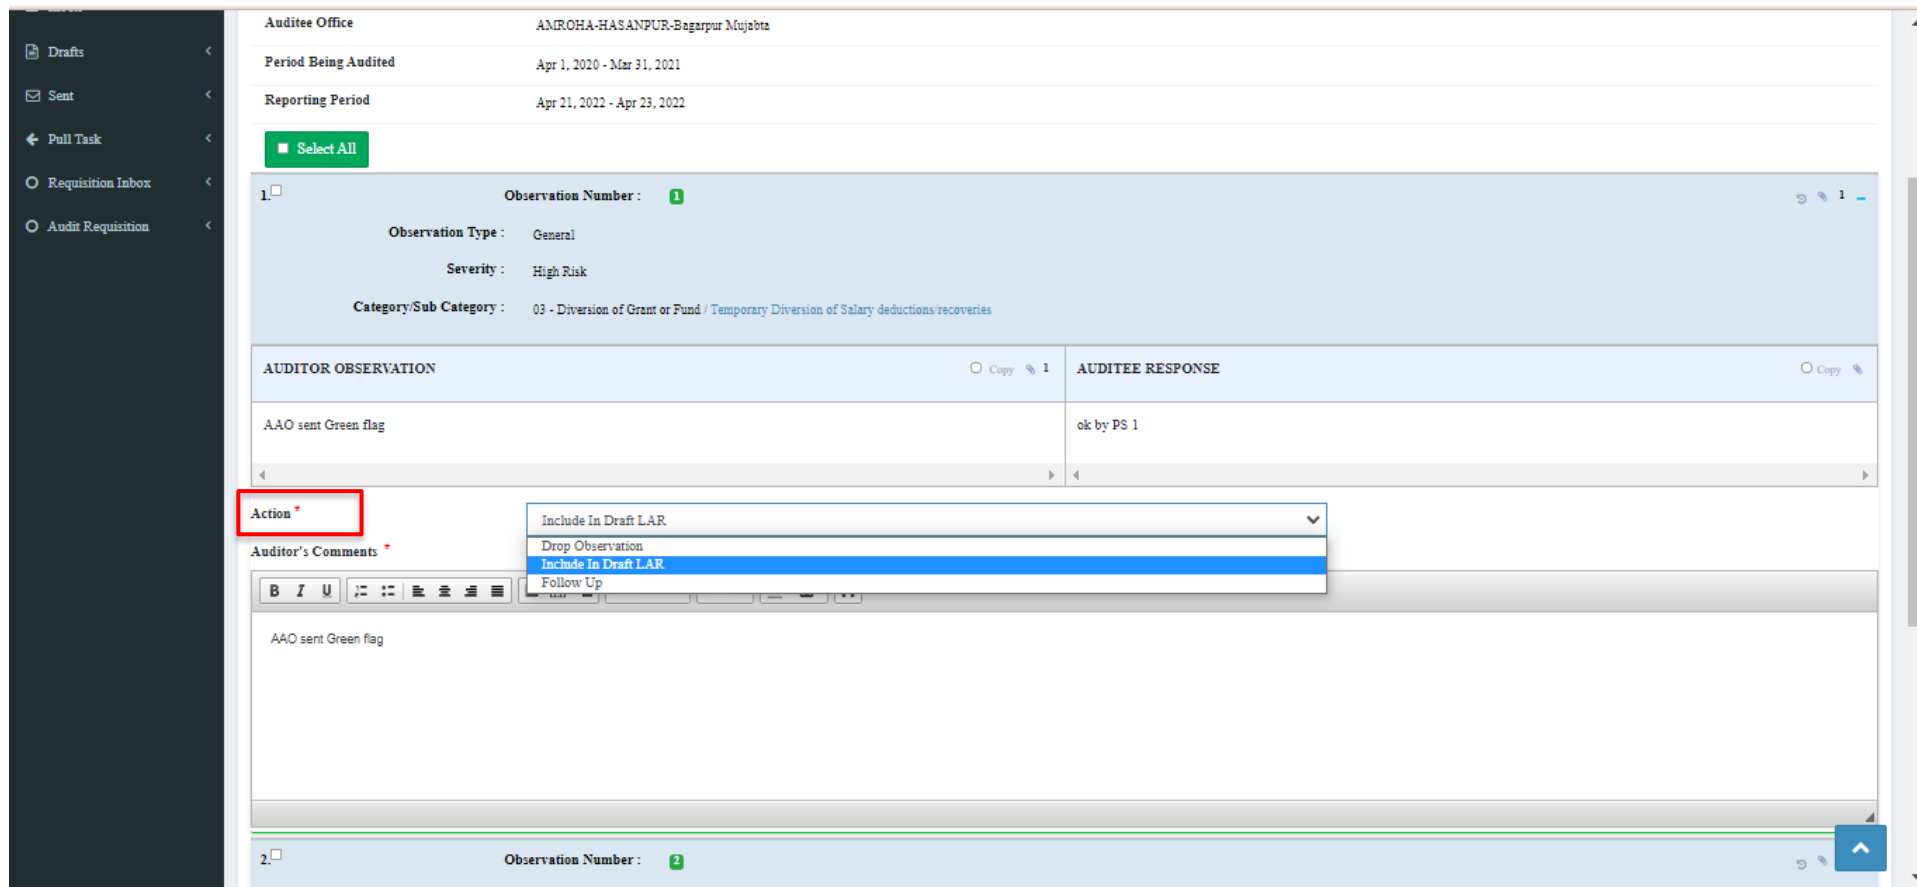 Auditee Office AMROHA-HASANPUR-Bagarpur Mujabta
Drafts
Period Being Audited Apr 1, 2020 - Mar 31, 2021
Sent
Reporting Period Apr 21, 2022 - Apr 23, 2022
Pull Task
Select All
Requisition Inbox
1. Observation Number : 1 1
Audit Requisition
Observation Type : General
Severity : High Risk
Category/Sub Category : 03 - Diversion of Grant or Fund / Temporary Diversion of Salary deductions/recoveries
AUDITOR OBSERVATION Copy 1 AUDITEE RESPONSE Copy
AAO sent Green flag ok by PS 1
Action * Include In Draft LAR
Drop Observation
Auditor's Comments *
Include In Draft LAR
Follow Up
B I U
AAO sent Green flag
2. Observation Number : 2